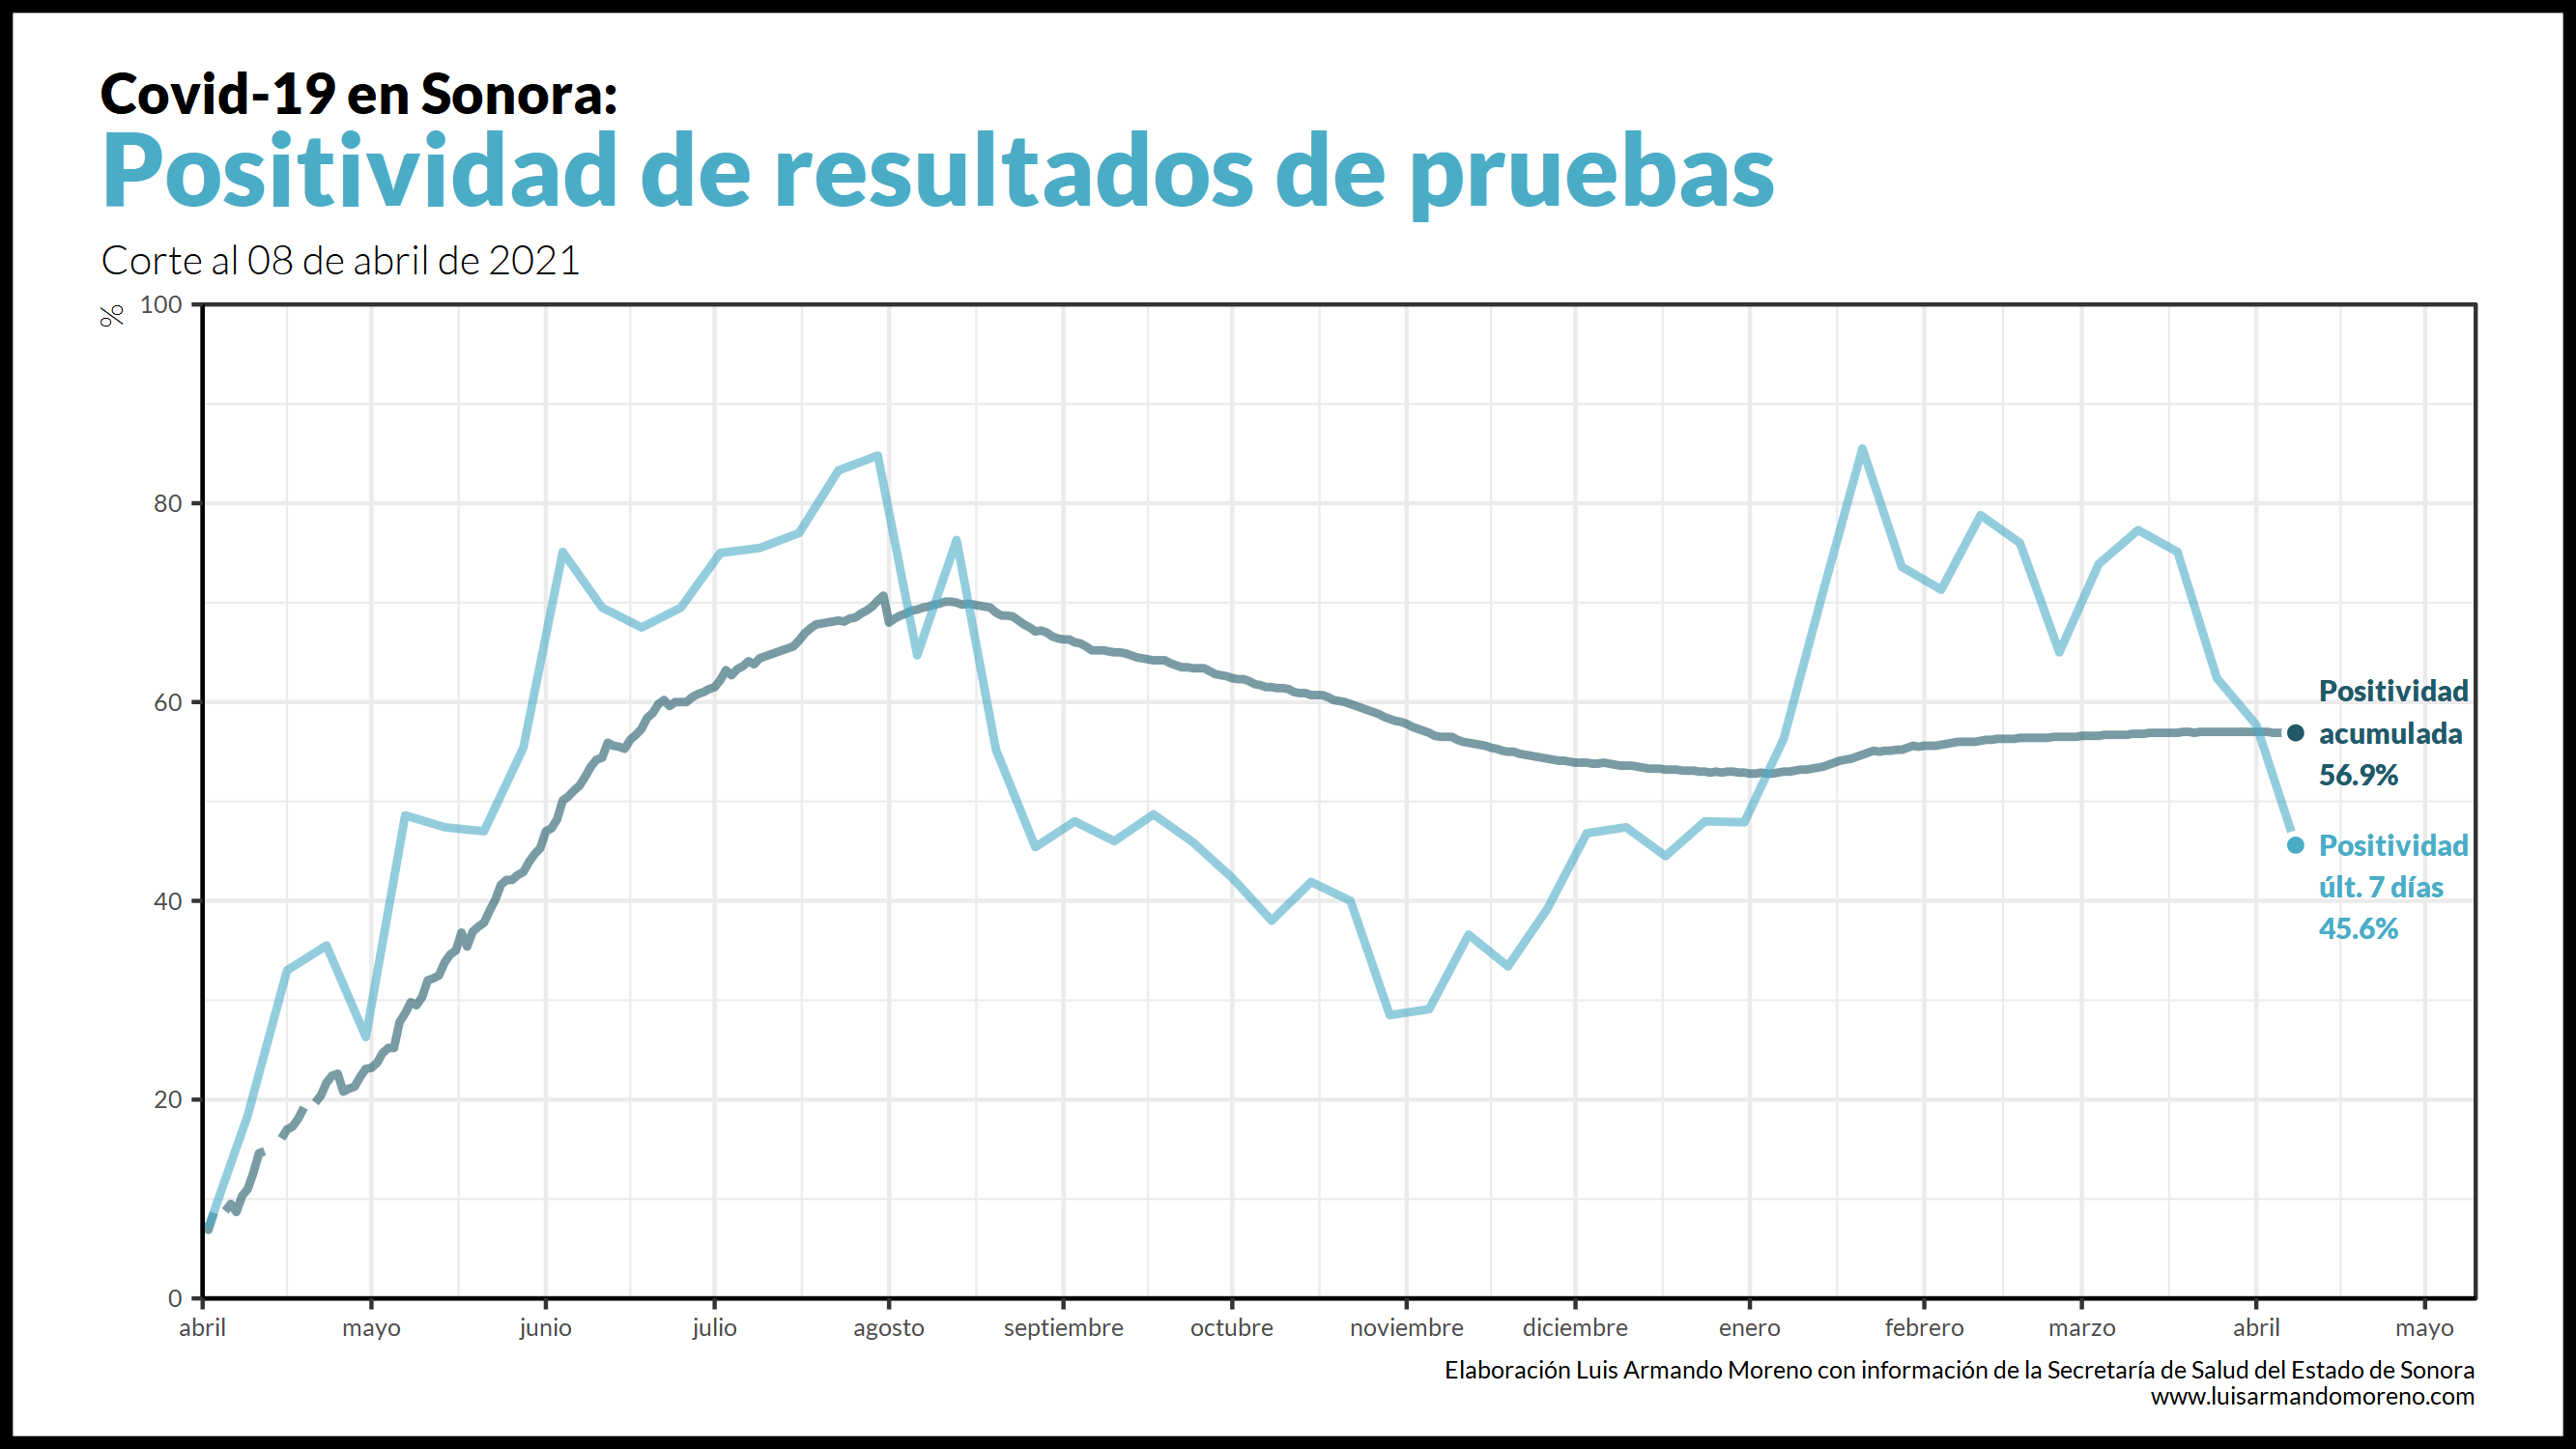 Covid-19 en Sonora:
Positividad de resultados de pruebas
Corte al 08 de abril de 2021
%
100
80
60
40
20
0
Positividad
acumulada
56.9%
Positividad
últ. 7 días
45.6%
abril mayo junio julio agosto septiembre octubre noviembre diciembre enero febrero marzo abril mayo
Elaboración Luis Armando Moreno con información de la Secretaría de Salud del Estado de Sonora
www.luisarmandomoreno.com